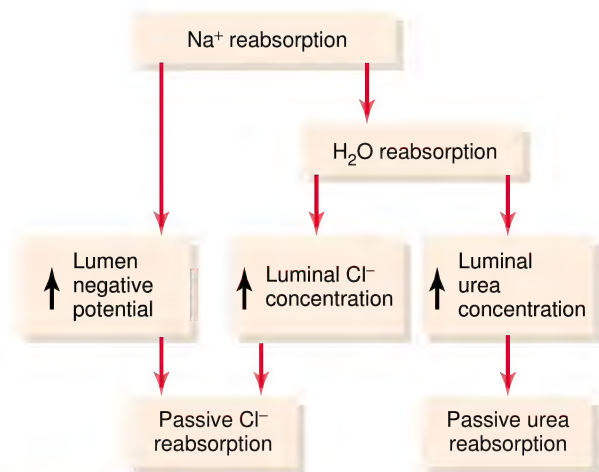 Na⁺ reabsorption
H₂O reabsorption
Lumen
negative
potential
Luminal Cl⁻
concentration
Luminal
urea
concentration
Passive Cl⁻
reabsorption
Passive urea
reabsorption